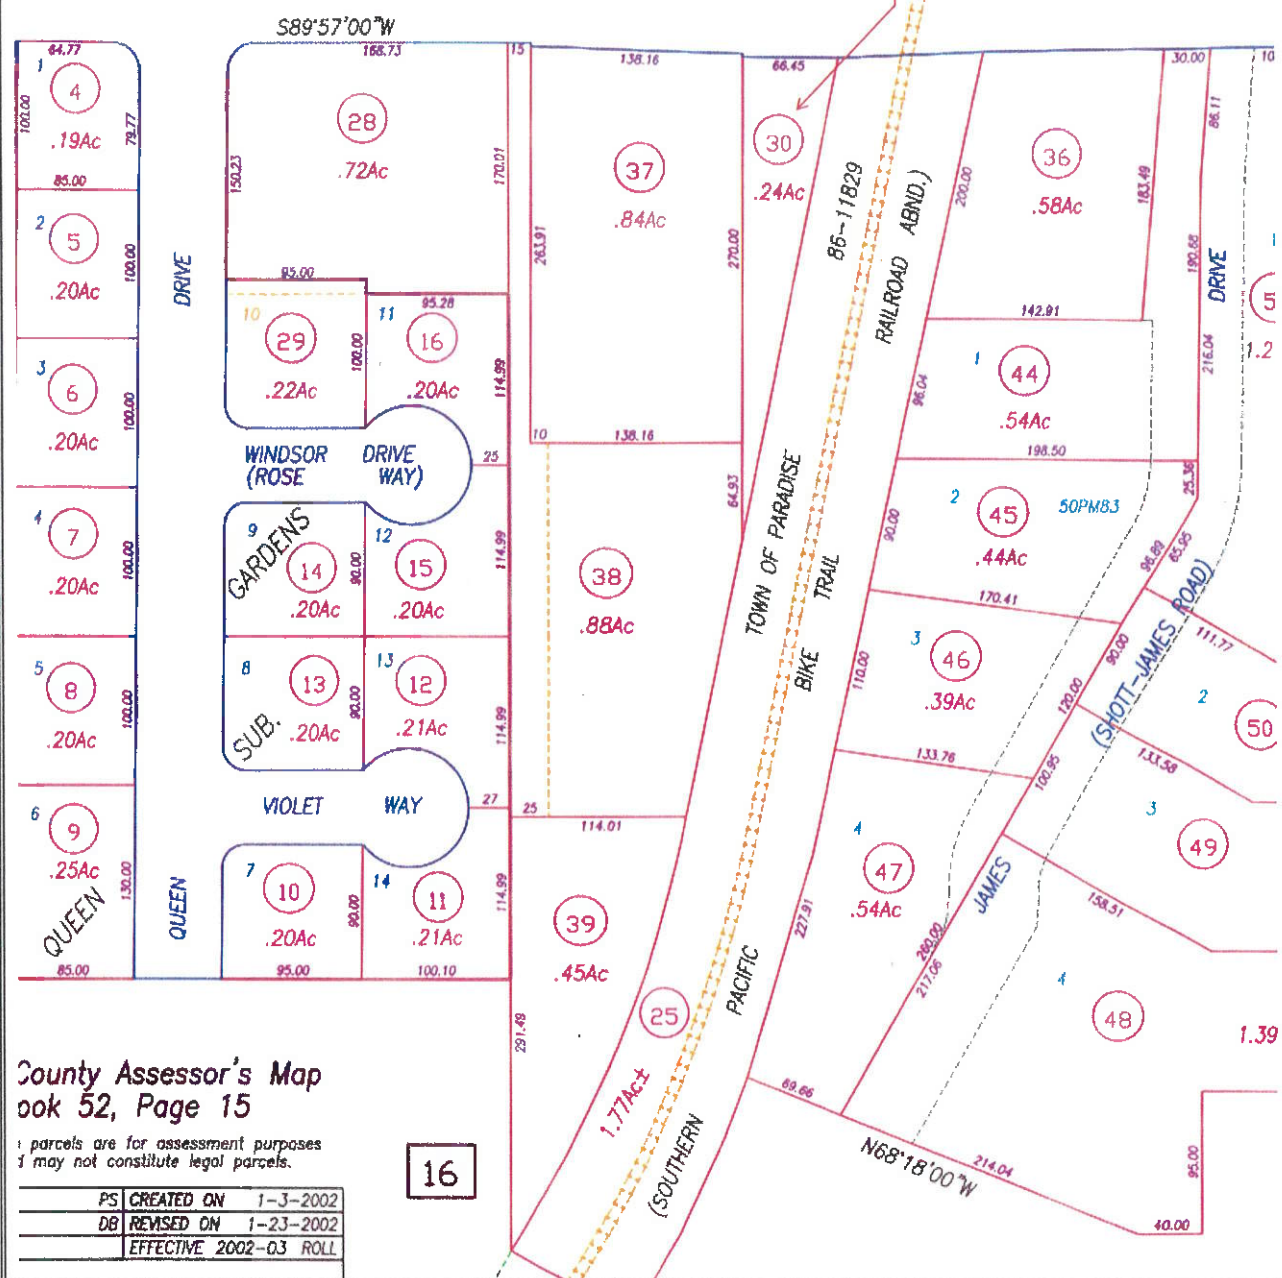 S89°57'00"W
64.77
168.73
15
138.16
66.45
30.00
10
1
4
.19Ac
100.00
79.77
85.00
28
.72Ac
150.23
170.01
37
.84Ac
263.91
270.00
30
.24Ac
86-11829
RAILROAD ABND.)
200.00
36
.58Ac
183.49
86.11
190.68
DRIVE
216.04
2
5
.20Ac
100.00
DRIVE
95.00
10
29
.22Ac
100.00
95.28
11
16
.20Ac
114.99
142.91
1
44
.54Ac
96.04
198.50
1.2
3
6
.20Ac
100.00
WINDSOR DRIVE
(ROSE WAY)
25
10
138.16
64.93
25.36
4
7
.20Ac
100.00
9
GARDENS
14
.20Ac
90.00
12
15
.20Ac
114.99
38
.88Ac
TOWN OF PARADISE
BIKE TRAIL
2
45
.44Ac
50PM83
90.00
170.41
96.89
65.95
(SHOTT-JAMES ROAD)
111.77
5
8
.20Ac
100.00
8
SUB.
13
.20Ac
90.00
13
12
.21Ac
114.99
3
46
.39Ac
110.00
133.76
90.00
120.00
100.95
2
50
133.58
VIOLET WAY
27
25
114.01
6
9
.25Ac
130.00
QUEEN
85.00
QUEEN
7
10
.20Ac
90.00
95.00
14
11
.21Ac
114.99
100.10
39
.45Ac
291.49
25
1.77Ac±
(SOUTHERN PACIFIC
227.91
4
47
.54Ac
JAMES
260.00
217.06
3
49
158.51
4
48
1.39
69.66
N68°18'00"W
214.04
95.00
40.00
County Assessor's Map
ook 52, Page 15
parcels are for assessment purposes
may not constitute legal parcels.
16
PS CREATED ON 1-3-2002
DB REVISED ON 1-23-2002
EFFECTIVE 2002-03 ROLL